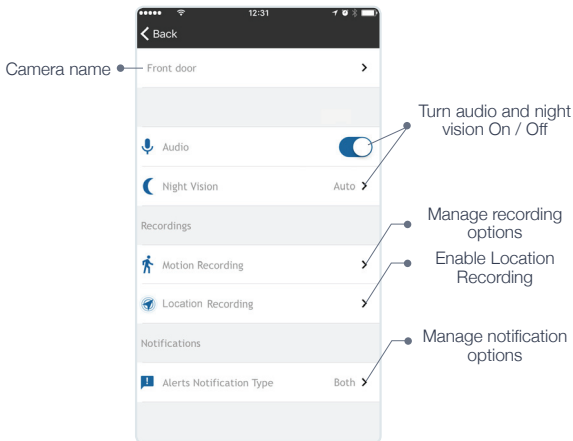 12:31
Back
Camera name
Front door
Turn audio and night
vision On / Off
Audio
Night Vision
Auto
Recordings
Manage recording
options
Motion Recording
Enable Location
Recording
Location Recording
Notifications
Manage notification
options
Alerts Notification Type
Both